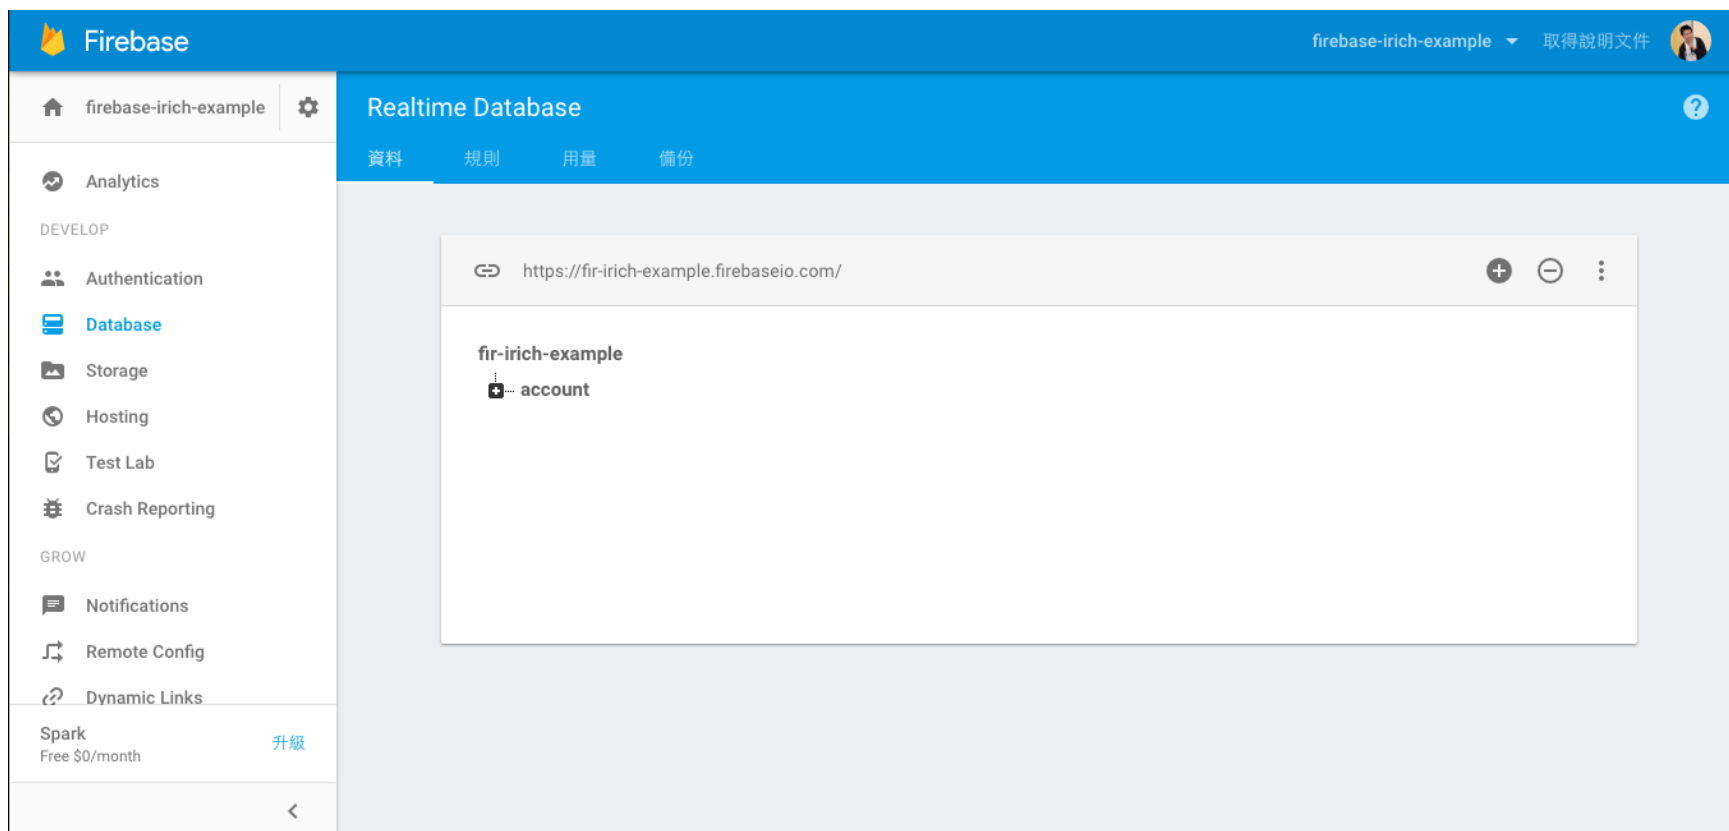 Firebase
firebase-irich-example
取得說明文件
firebase-irich-example
Realtime Database
資料
規則
用量
備份
Analytics
DEVELOP
Authentication
Database
Storage
Hosting
Test Lab
Crash Reporting
GROW
Notifications
Remote Config
Dynamic Links
Spark
Free $0/month
升級
https://fir-irich-example.firebaseio.com/
fir-irich-example
account